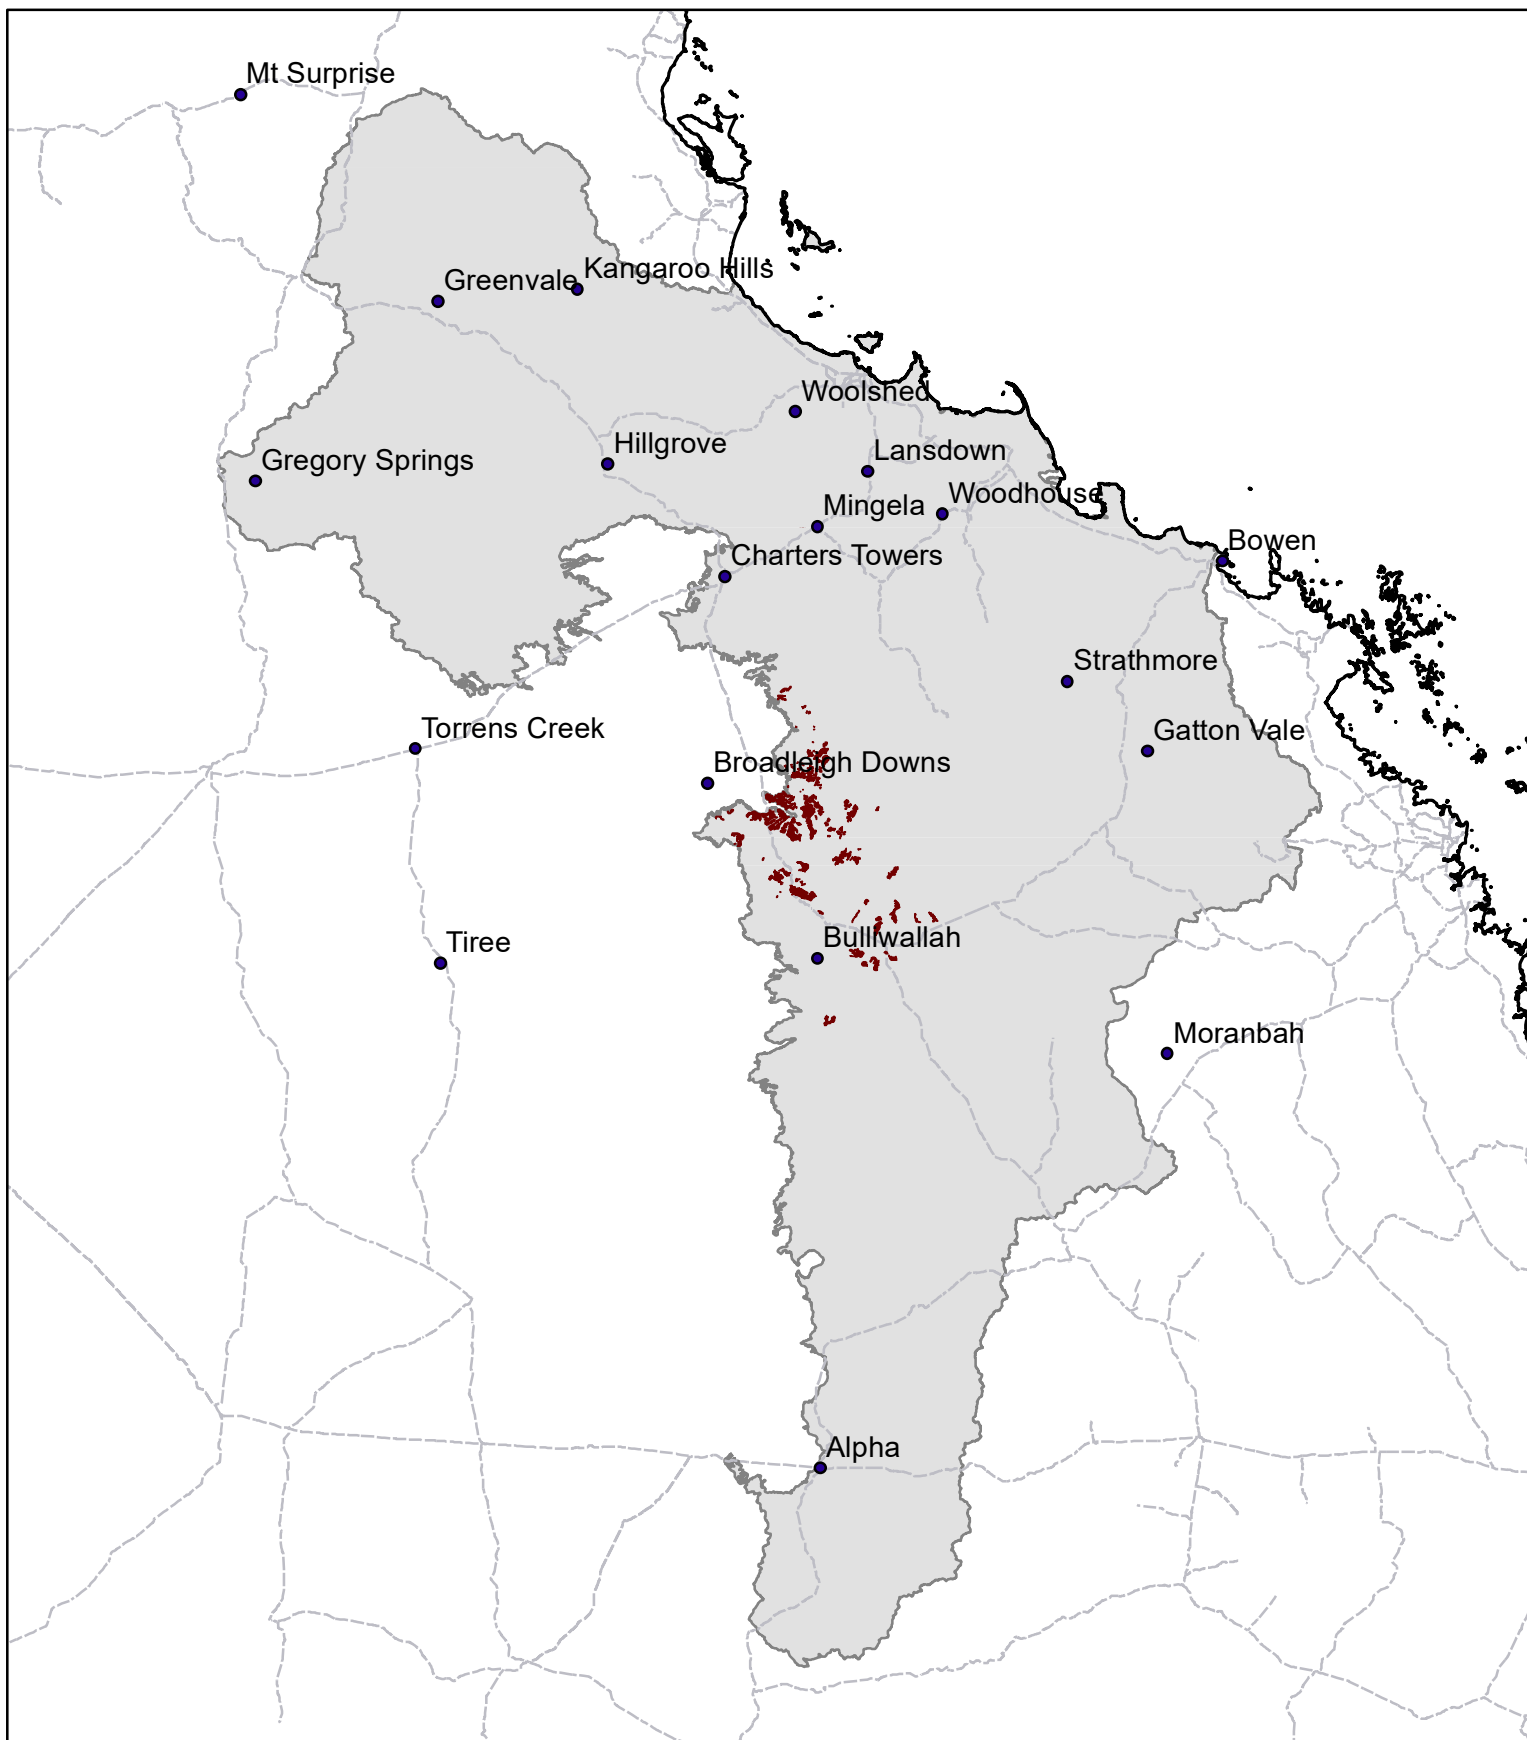 Mt Surprise
Kangaroo Hills
Greenvale
Woolshed
Hillgrove
Lansdown
Gregory Springs
Woodhouse
Mingela
Bowen
Charters Towers
Strathmore
Torrens Creek
Gatton Vale
Broadleigh Downs
Bulliwallah
Tiree
Moranbah
Alpha